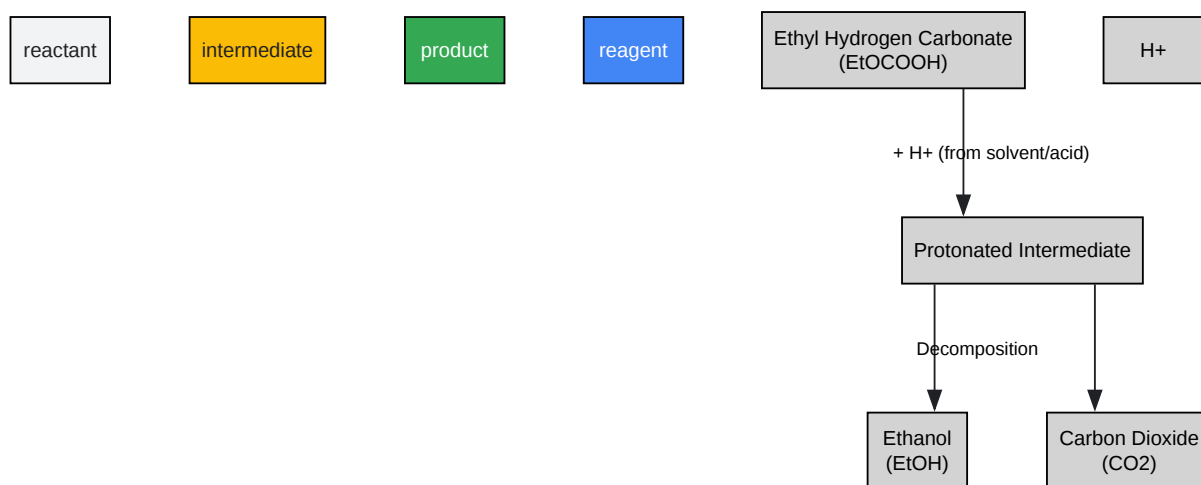 reactant
intermediate
product
reagent
Ethyl Hydrogen Carbonate
(EtOCOOH)
H+
+ H+ (from solvent/acid)
Protonated Intermediate
Decomposition
Ethanol
(EtOH)
Carbon Dioxide
(CO2)